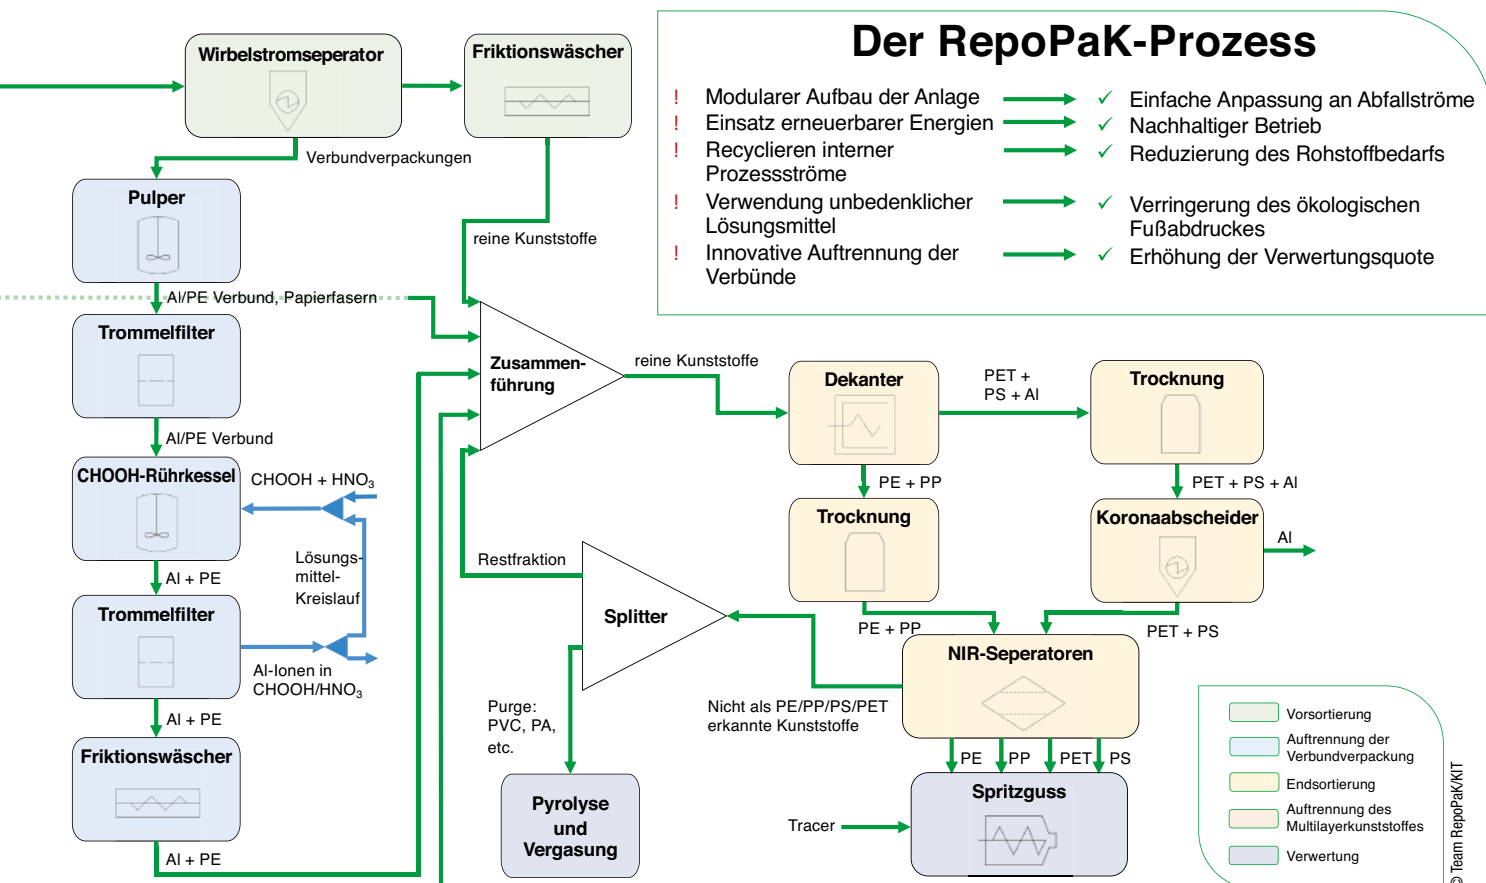 Der RepoPaK-Prozess
! Modularer Aufbau der Anlage ✓ Einfache Anpassung an Abfallströme
! Einsatz erneuerbarer Energien ✓ Nachhaltiger Betrieb
! Recyclieren interner
Prozessströme
✓ Reduzierung des Rohstoffbedarfs
! Verwendung unbedenklicher
Lösungsmittel
✓ Verringerung des ökologischen
Fußabdruckes
! Innovative Auftrennung der
Verbünde
✓ Erhöhung der Verwertungsquote
Wirbelstromseperator
Friktionswäscher
Verbundverpackungen
Pulper
reine Kunststoffe
Al/PE Verbund, Papierfasern
Trommelfilter
Al/PE Verbund
CHOOH-Rührkessel
CHOOH + HNO₃
Lösungs-
mittel-
Kreislauf
Al + PE
Trommelfilter
Al-Ionen in
CHOOH/HNO₃
Al + PE
Friktionswäscher
Al + PE
Zusammen-
führung
reine Kunststoffe
Dekanter
PET +
PS + Al
Trocknung
PE + PP
PET + PS + Al
Trocknung
Koronaabscheider
Al
PE + PP
PET + PS
NIR-Seperatoren
Nicht als PE/PP/PS/PET
erkannte Kunststoffe
Splitter
Restfraktion
Purge:
PVC, PA,
etc.
Pyrolyse
und
Vergasung
PE PP PET PS
Spritzguss
Tracer
Vorsortierung
Auftrennung der
Verbundverpackung
Endsortierung
Auftrennung des
Multilayerkunststoffes
Verwertung
© Team RepoPaK/KIT